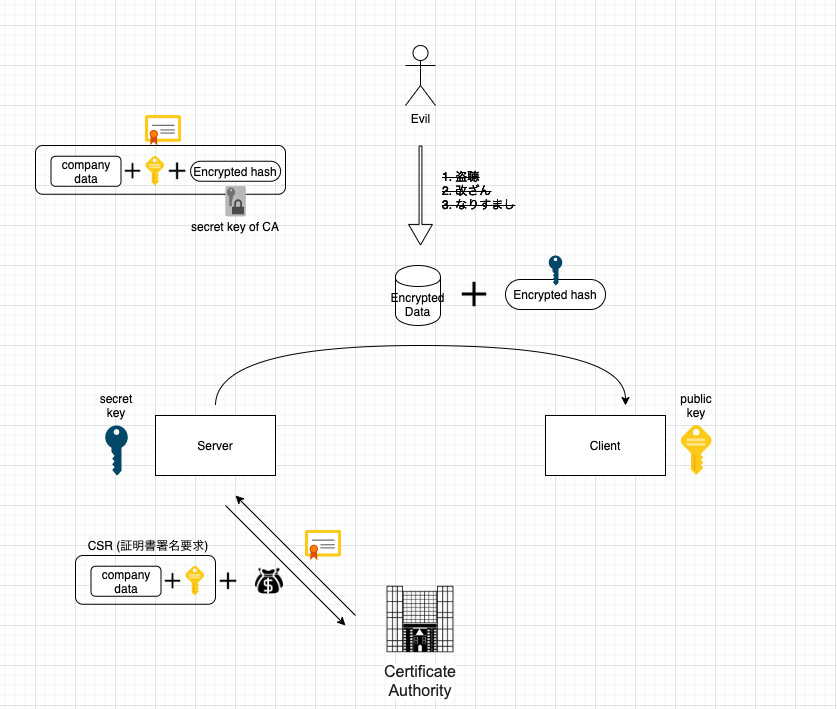 Evil
company
data
Encrypted hash
secret key of CA
1. 盗聴
2. 改ざん
3. なりすまし
Encrypted
Data
Encrypted hash
secret
key
Server
Client
public
key
CSR (証明書署名要求)
company
data
$
Certificate
Authority